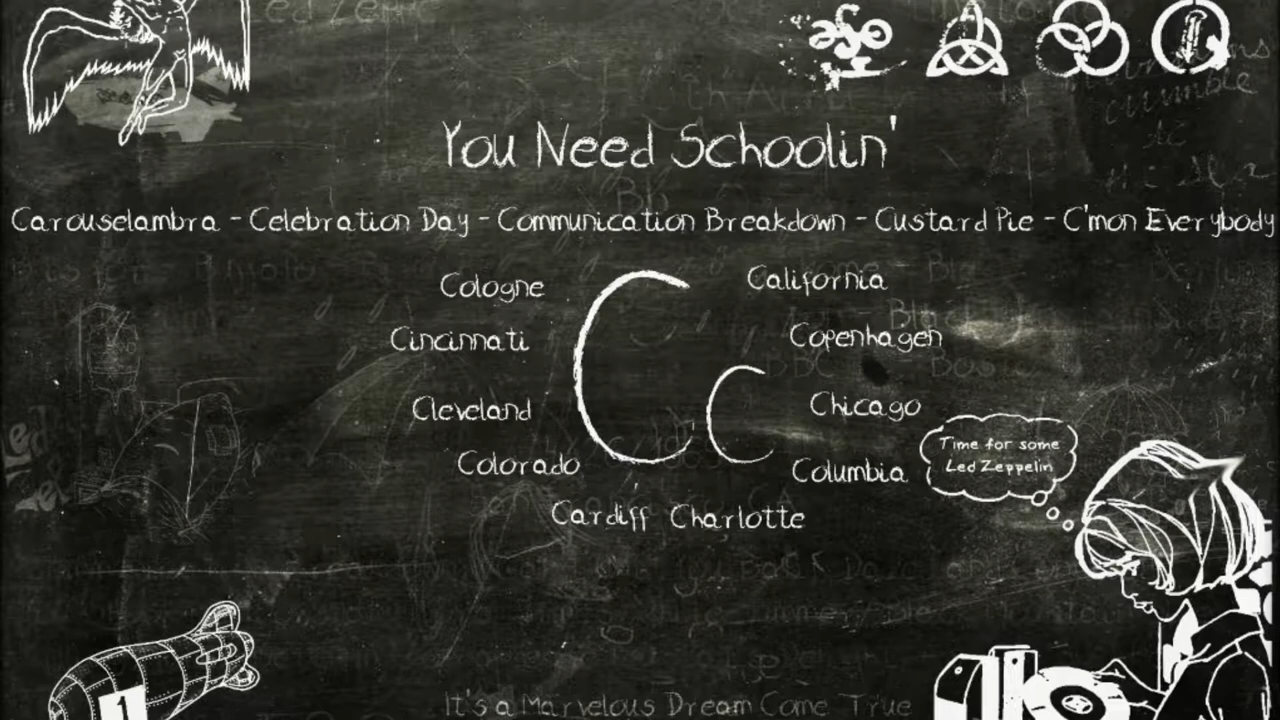 You Need Schoolin'
Carouselambra - Celebration Day - Communication Breakdown - Custard Pie - C'mon Everybody
Cologne
California
Cincinnati
Copenhagen
C c
Cleveland
Chicago
Colorado
Columbia
Time for some
Led Zeppelin
Cardiff Charlotte
1
It's a Marvelous Dream Come True